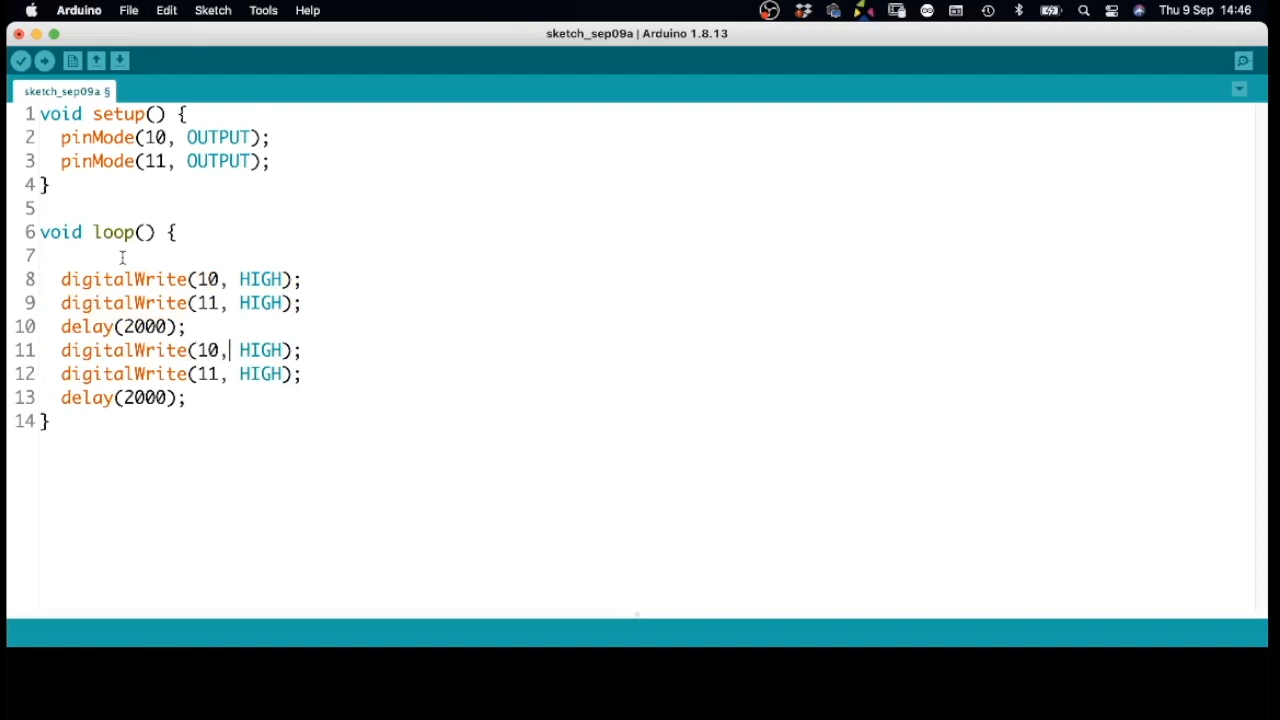 Arduino File Edit Sketch Tools Help Thu 9 Sep 14:46
sketch_sep09a | Arduino 1.8.13
sketch_sep09a §
1 void setup() {
2 pinMode(10, OUTPUT);
3 pinMode(11, OUTPUT);
4 }
5
6 void loop() {
7
8 digitalWrite(10, HIGH);
9 digitalWrite(11, HIGH);
10 delay(2000);
11 digitalWrite(10, HIGH);
12 digitalWrite(11, HIGH);
13 delay(2000);
14 }